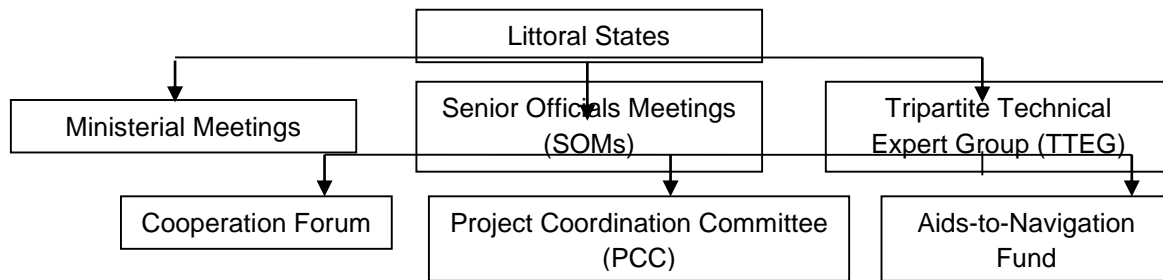 Littoral States
Ministerial Meetings
Senior Officials Meetings
(SOMs)
Tripartite Technical
Expert Group (TTEG)
Cooperation Forum
Project Coordination Committee
(PCC)
Aids-to-Navigation
Fund